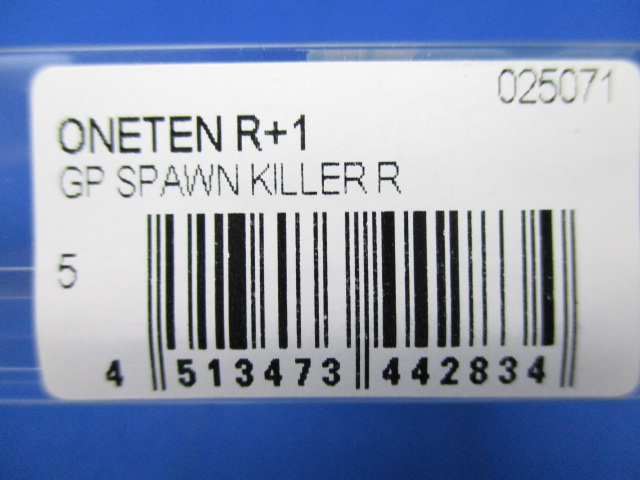 025071
ONETEN R+1
GP SPAWN KILLER R
5
4 513473 442834